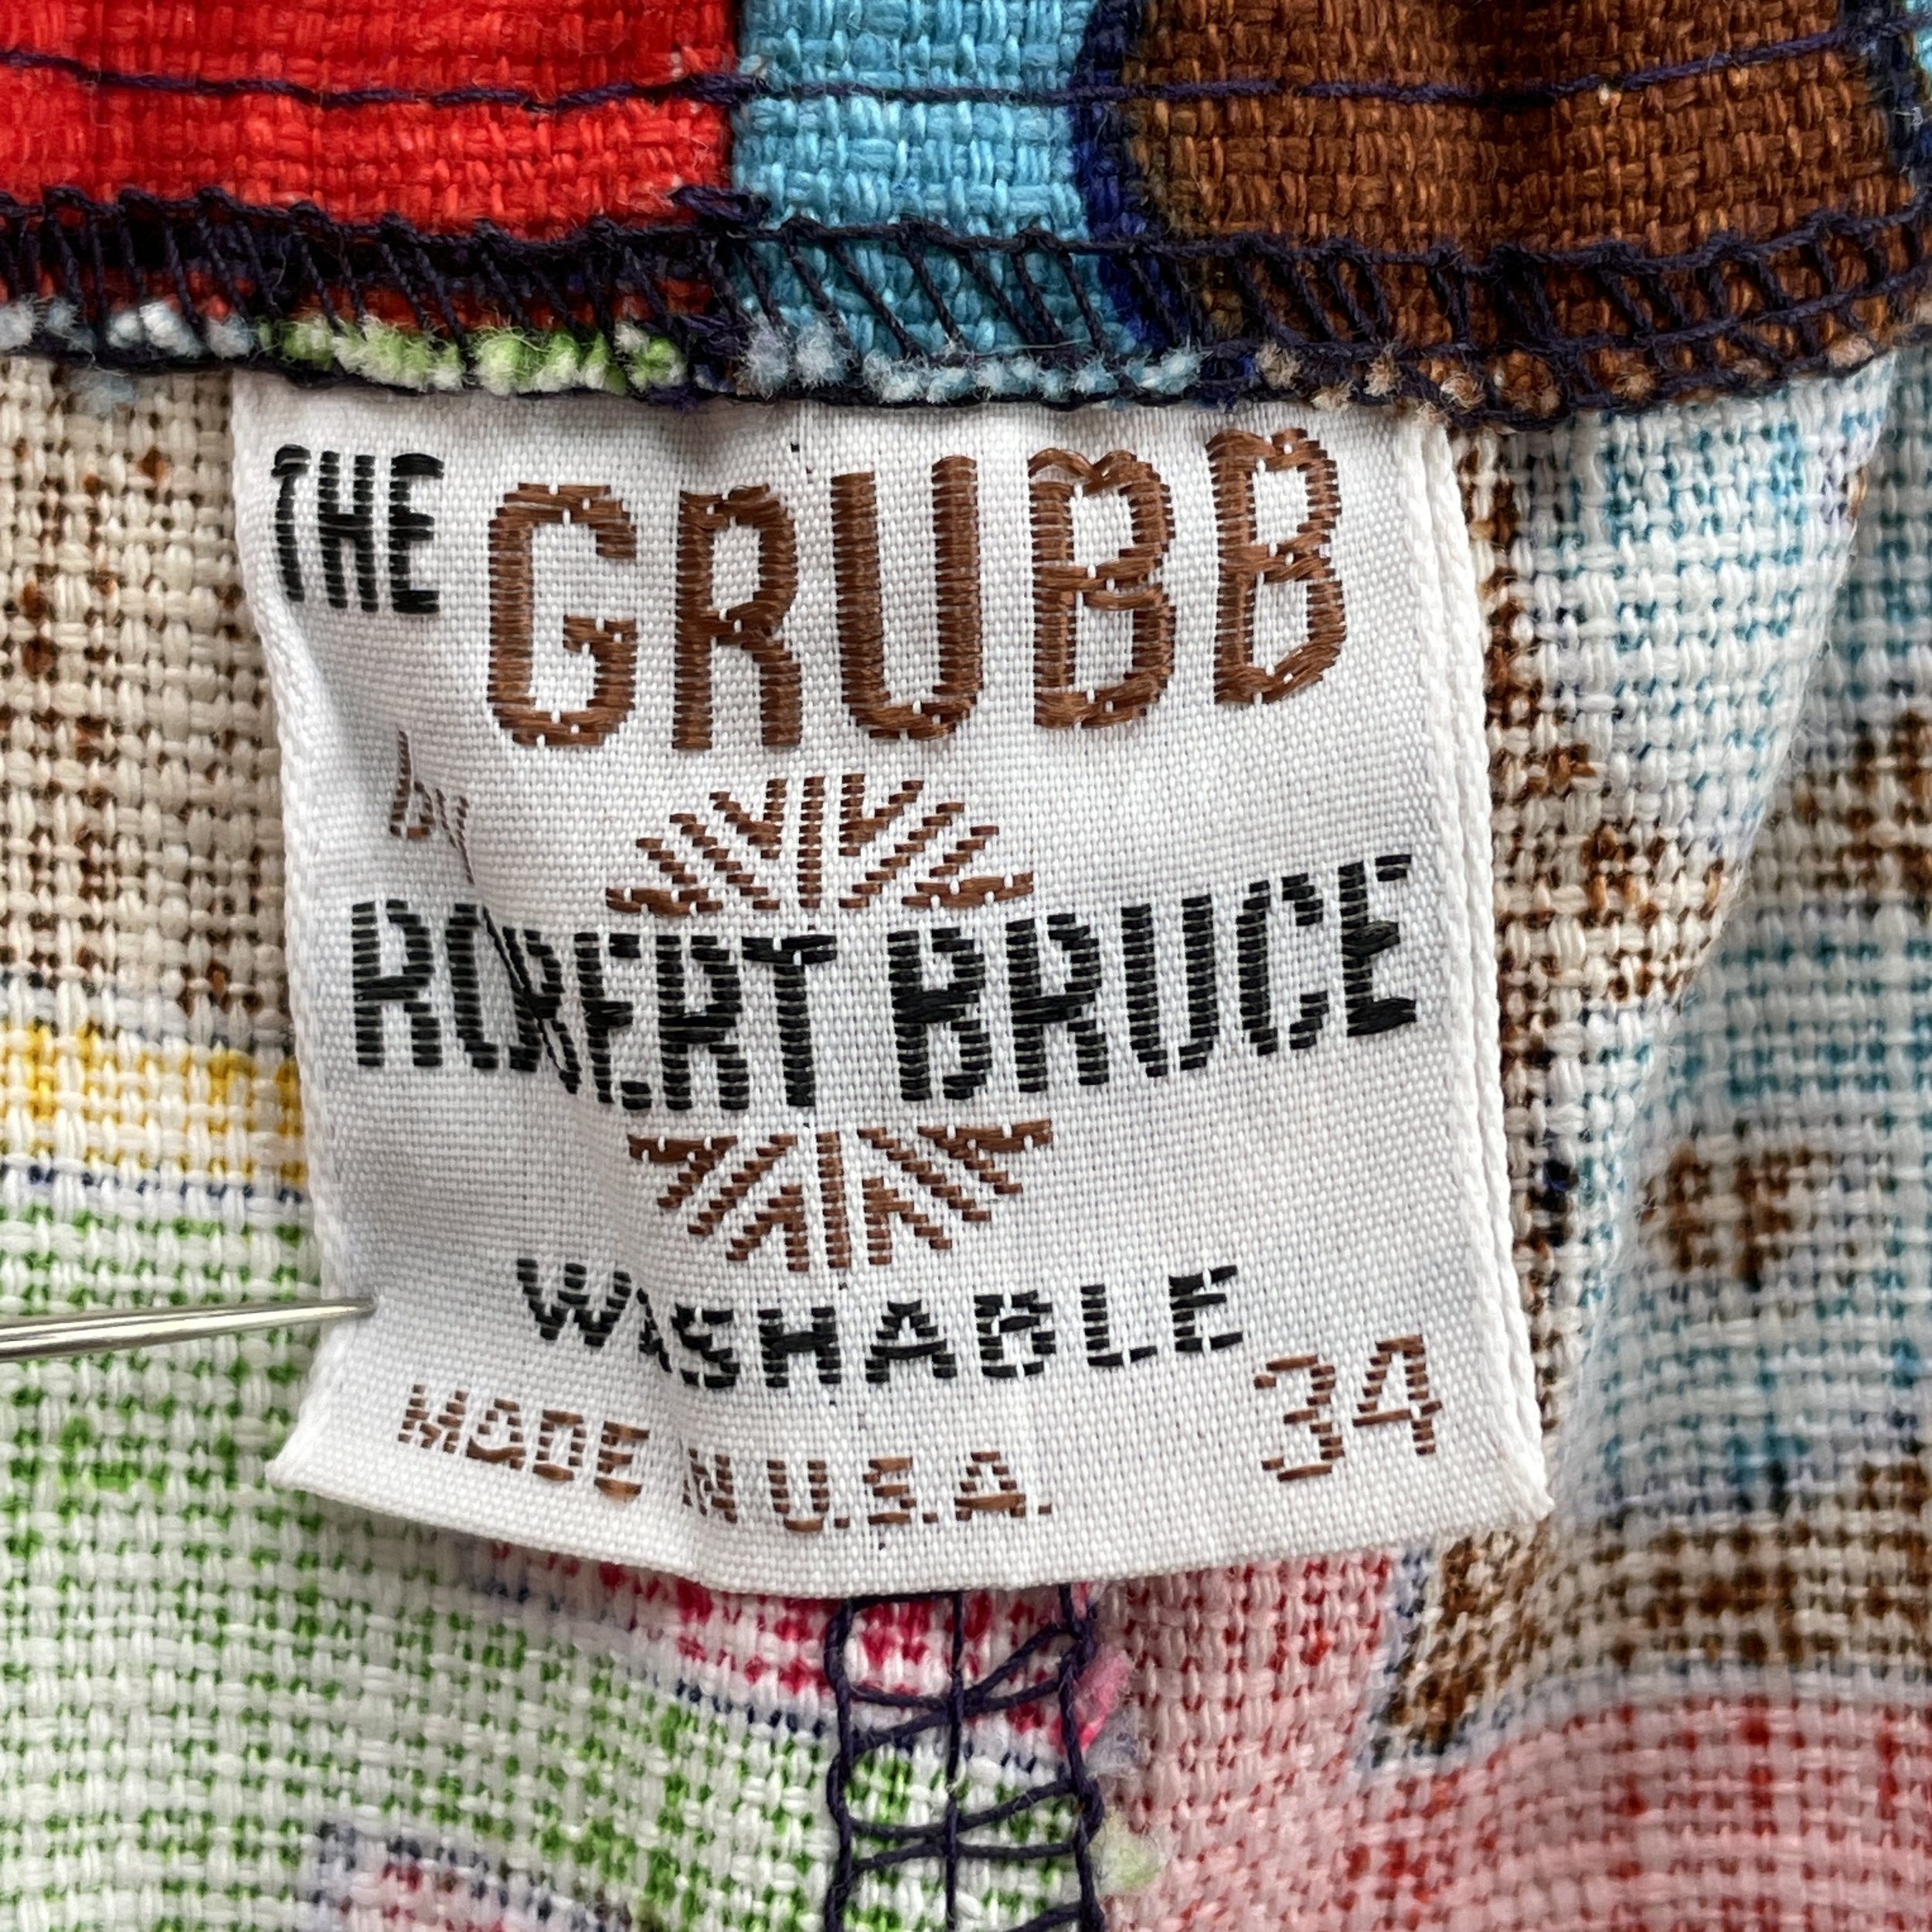 THE GRUBB
by
ROBERT BRUCE
WASHABLE
MADE IN U.S.A. 34